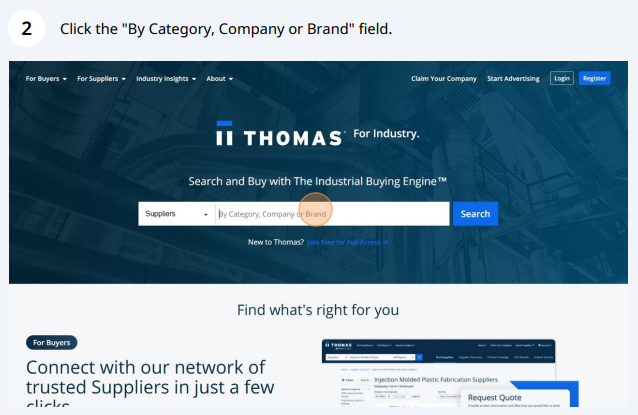 2 Click the "By Category, Company or Brand" field.
For Buyers For Suppliers Industry Insights About Claim Your Company Start Advertising Login Register
THOMAS For Industry.
Search and Buy with The Industrial Buying Engine™
Suppliers By Category, Company or Brand Search
New to Thomas? Join Free for Full Access →
Find what's right for you
For Buyers
Connect with our network of
trusted Suppliers in just a few
clicks
THOMAS
Injection Molded Plastic Fabrication Suppliers
Request Quote